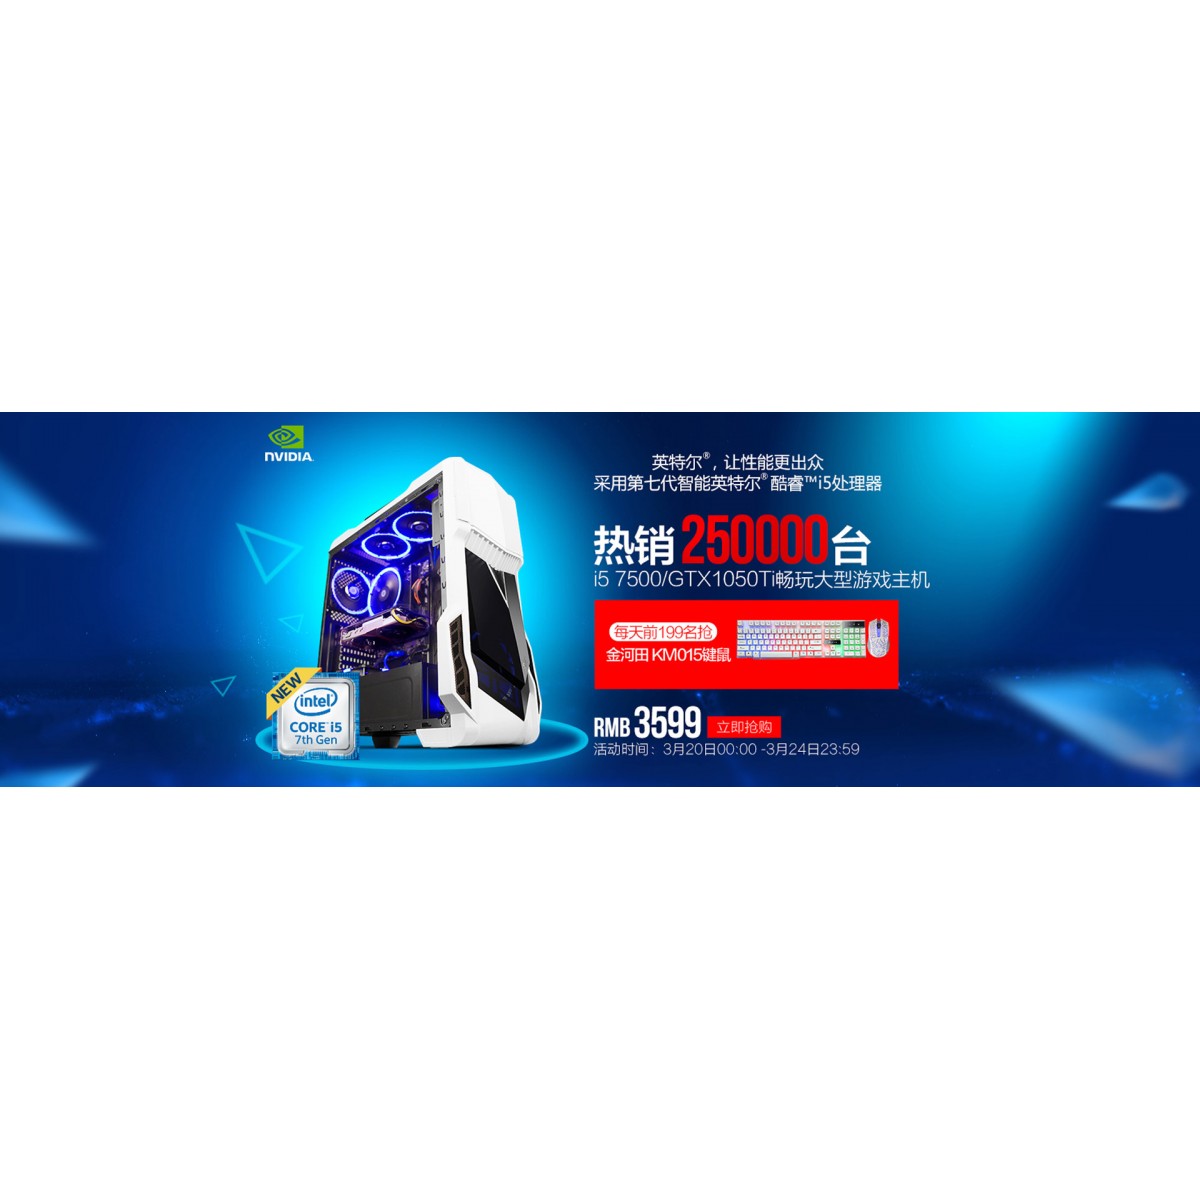 NVIDIA.
英特尔®，让性能更出众
采用第七代智能英特尔®酷睿™i5处理器
热销250000台
i5 7500/GTX1050Ti畅玩大型游戏主机
每天前199名抢
金河田 KM015键鼠
NEW
intel)
CORE i5
7th Gen
RMB 3599 立即抢购
活动时间：3月20日00:00 -3月24日23:59